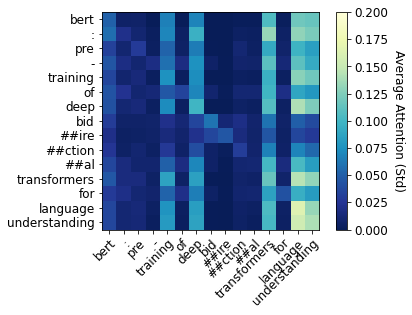 bert
:
pre
-
training
of
deep
bid
##ire
##ction
##al
transformers
for
language
understanding
bert
:
pre
-
training
of
deep
bid
##ire
##ction
##al
transformers
for
language
understanding
0.200
0.175
0.150
0.125
0.100
0.075
0.050
0.025
0.000
Average Attention (Std)